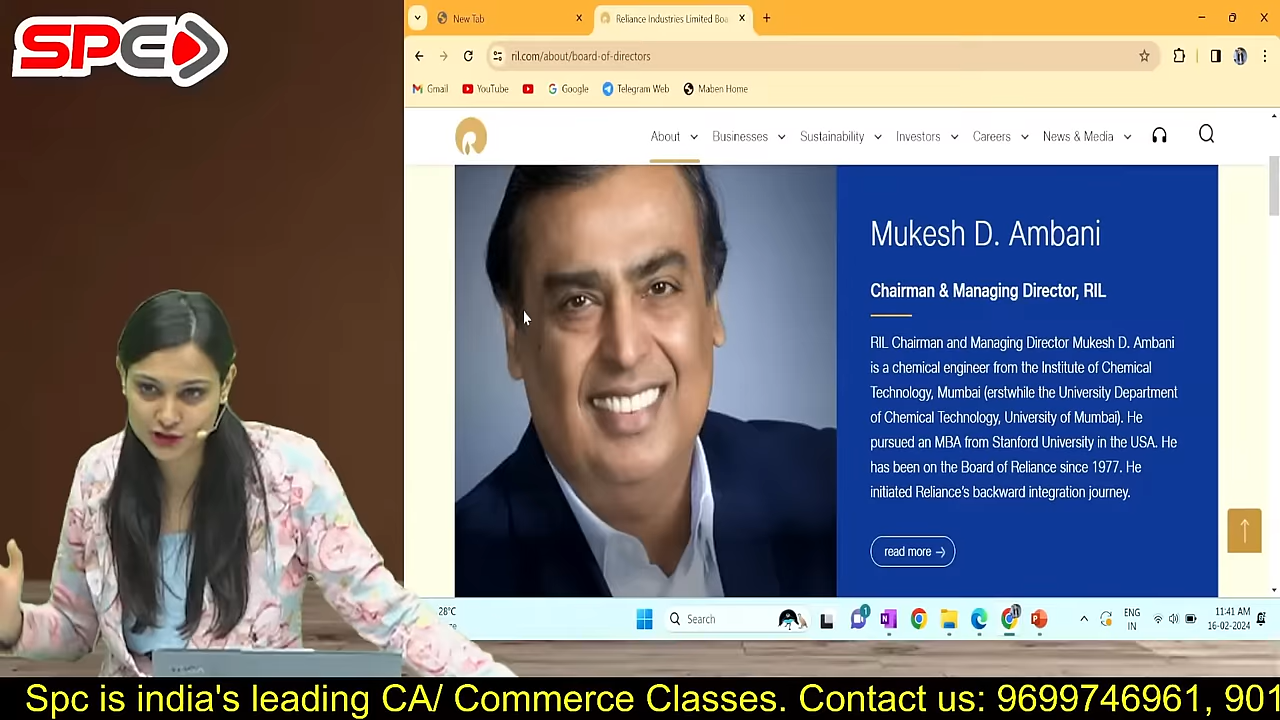 SPC
New Tab
Reliance Industries Limited Boa
ril.com/about/board-of-directors
Gmail
YouTube
Google
Telegram Web
Maben Home
About
Businesses
Sustainability
Investors
Careers
News & Media
Mukesh D. Ambani
Chairman & Managing Director, RIL
RIL Chairman and Managing Director Mukesh D. Ambani
is a chemical engineer from the Institute of Chemical
Technology, Mumbai (erstwhile the University Department
of Chemical Technology, University of Mumbai). He
pursued an MBA from Stanford University in the USA. He
has been on the Board of Reliance since 1977. He
initiated Reliance's backward integration journey.
read more →
28°C
Search
1
ENG
IN
11:41 AM
16-02-2024
Spc is india's leading CA/ Commerce Classes. Contact us: 9699746961, 901